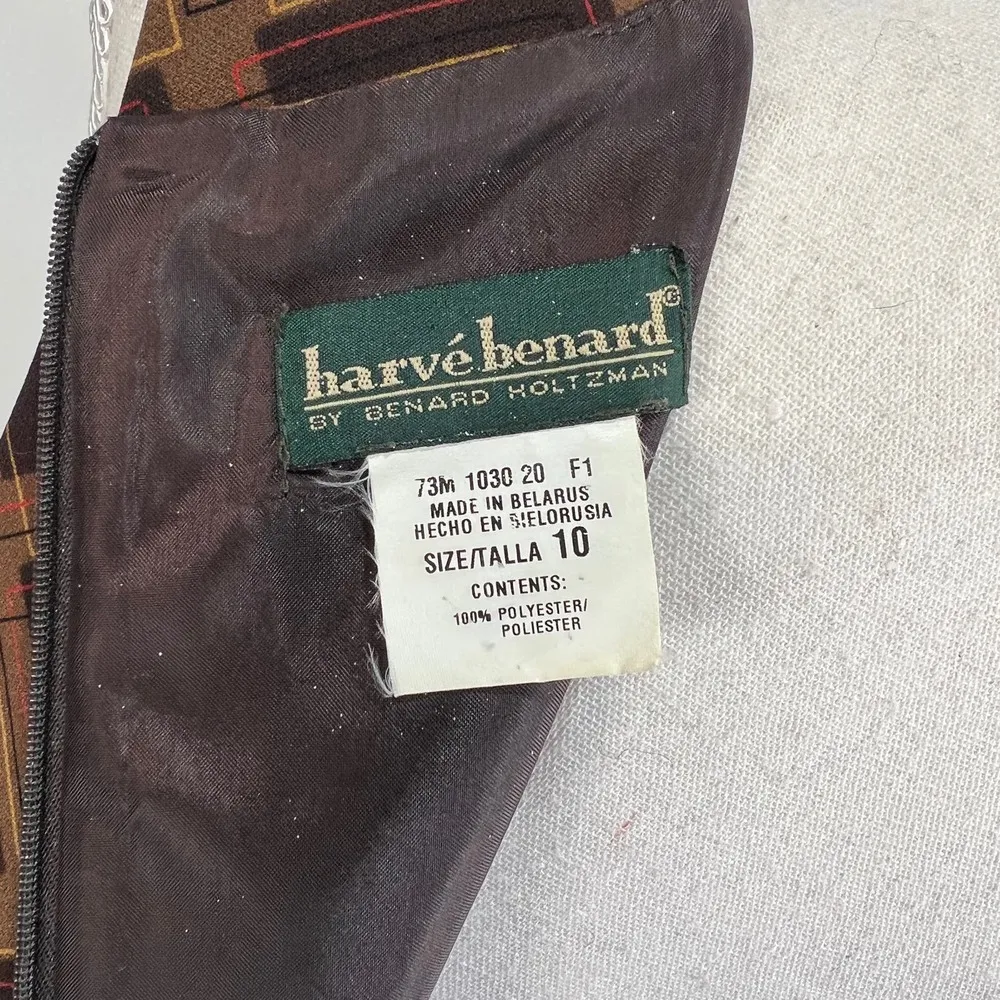 harvé benard®
BY BENARD HOLTZMAN
73M 1030 20 F1
MADE IN BELARUS
HECHO EN BIELORUSIA
SIZE/TALLA 10
CONTENTS:
100% POLYESTER/
POLIESTER